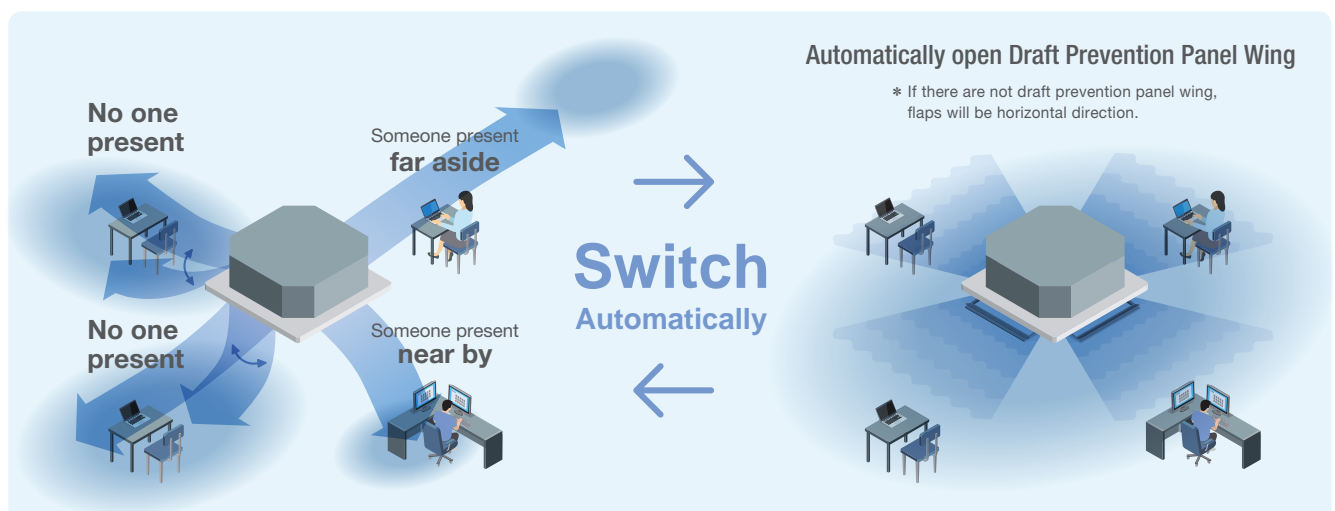 No one
present
Someone present
far aside
No one
present
Someone present
near by
Switch
Automatically
Automatically open Draft Prevention Panel Wing
* If there are not draft prevention panel wing,
flaps will be horizontal direction.